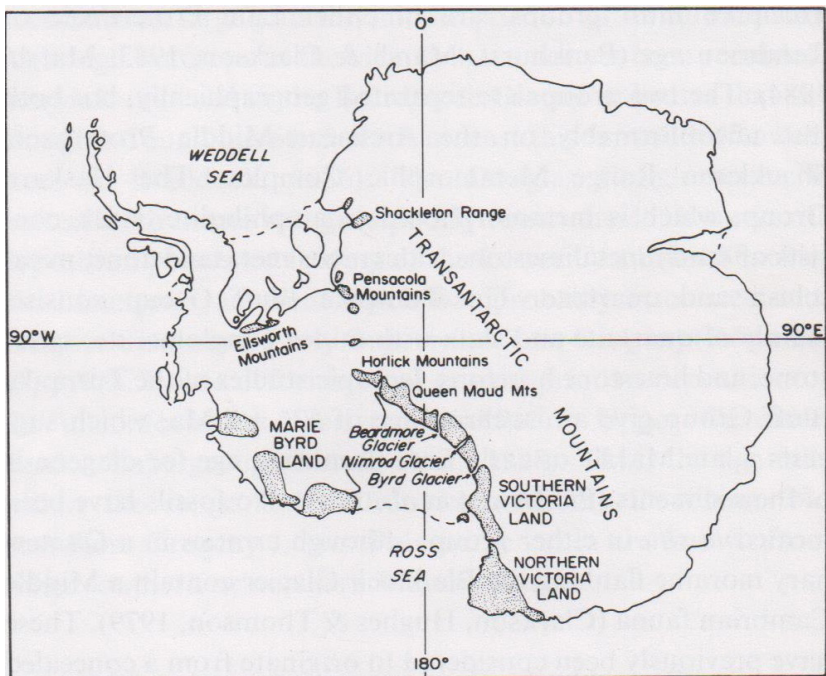 0°
WEDDELL
SEA
Shackleton Range
TRANSANTARCTIC
Pensacola
Mountains
90°W
Ellsworth
Mountains
90°E
Horlick Mountains
Queen Maud Mts
MOUNTAINS
MARIE
BYRD
LAND
Beardmore
Glacier
Nimrod Glacier
Byrd Glacier
SOUTHERN
VICTORIA
LAND
ROSS
SEA
NORTHERN
VICTORIA
LAND
180°